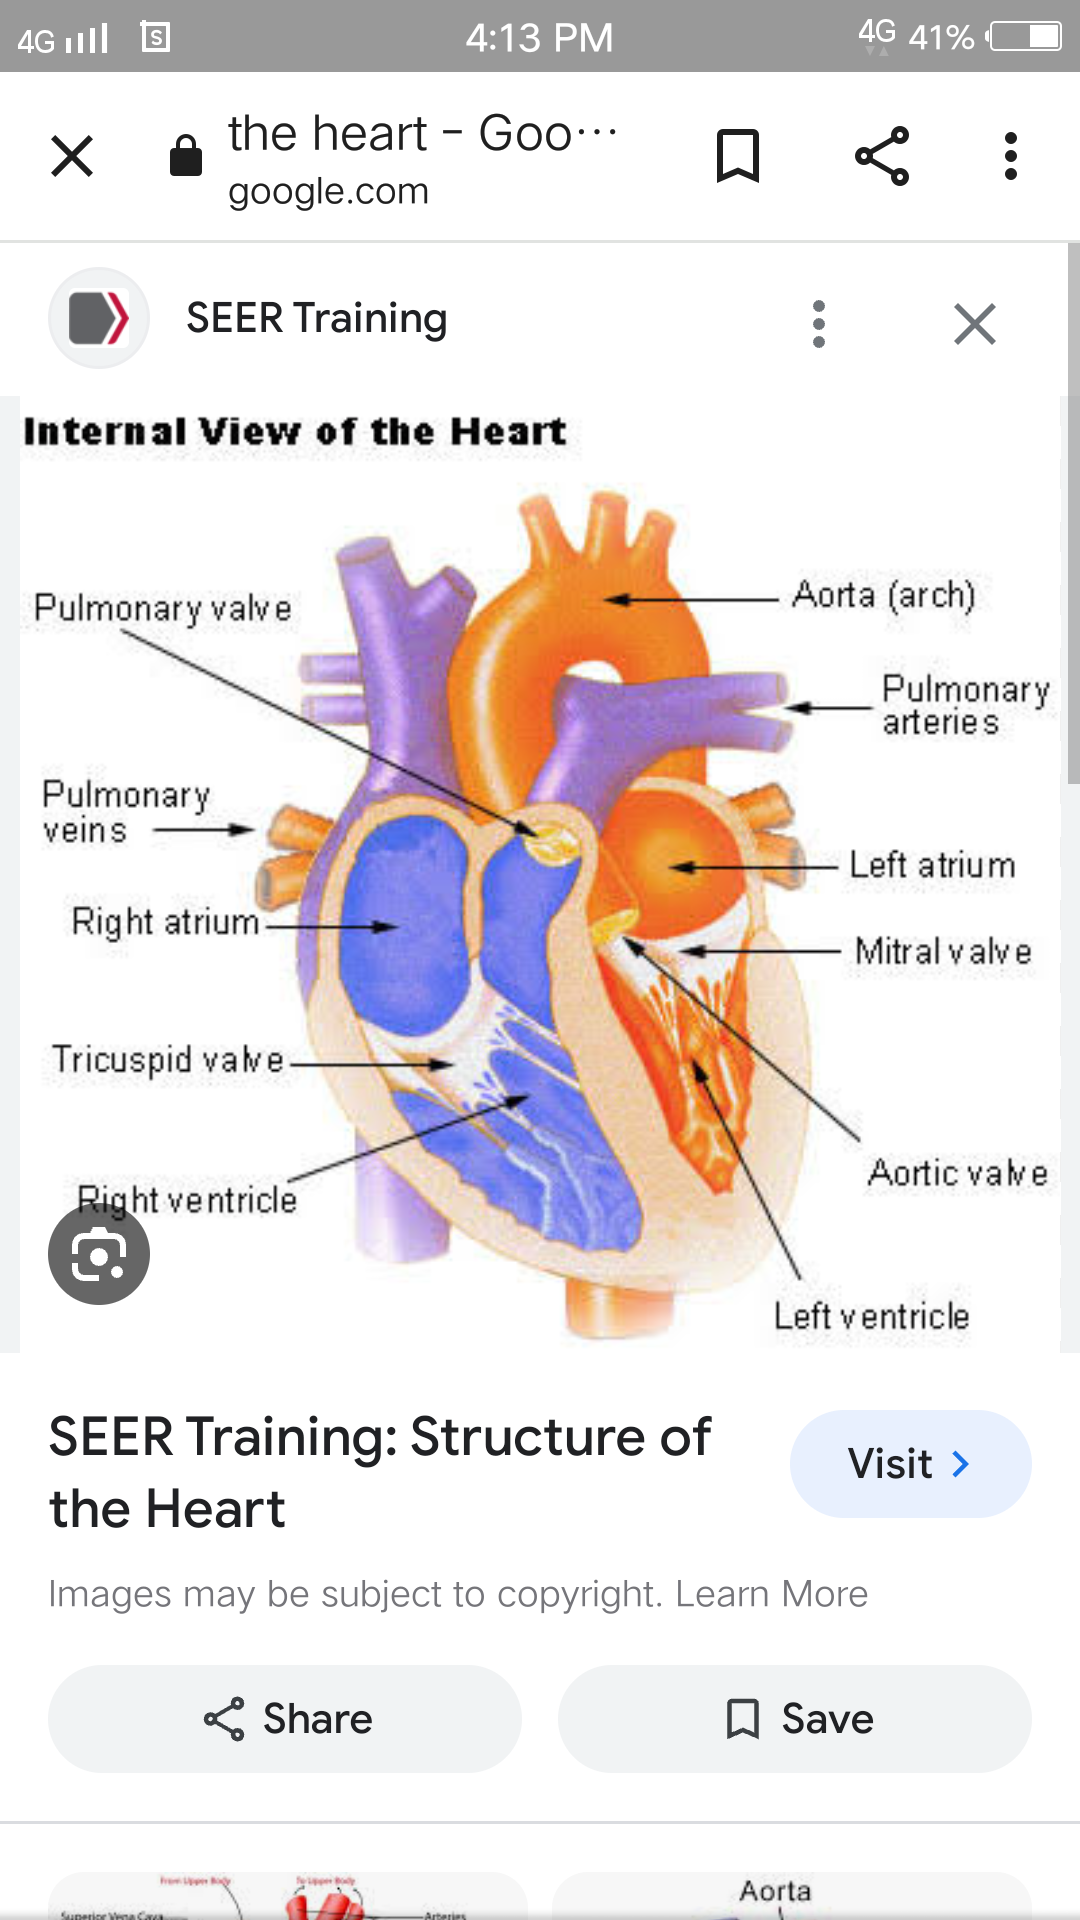 4G S 4:13 PM 4G 41%
the heart – Goo···
google.com
SEER Training
Internal View of the Heart
Pulmonary valve
Aorta (arch)
Pulmonary
arteries
Pulmonary
veins
Left atrium
Right atrium
Mitral valve
Tricuspid valve
Aortic valve
Right ventricle
Left ventricle
SEER Training: Structure of
the Heart
Visit
Images may be subject to copyright. Learn More
Share
Save
From Upper Body
To Upper Body
Aorta
Superior Vena Cava
Arteries